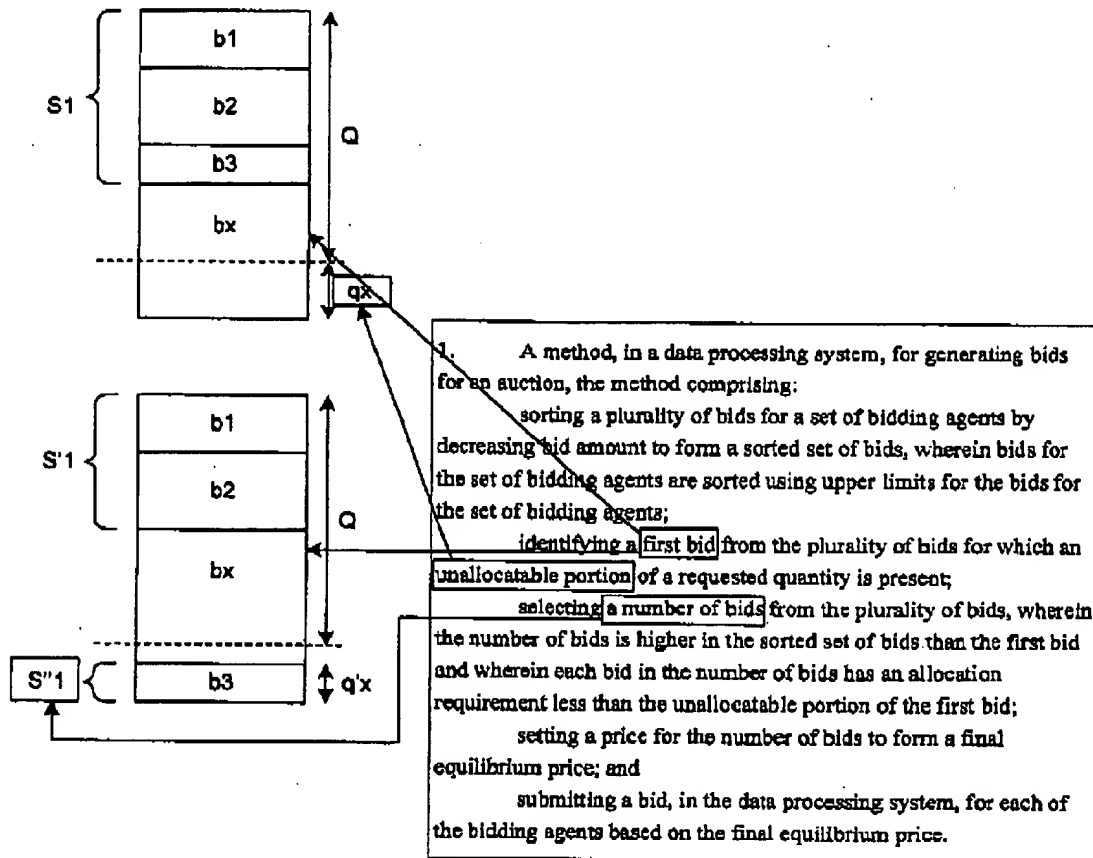 b1
S1
b2
Q
b3
bx
qx
b1
S'1
b2
Q
bx
S"1
b3
q'x
1. A method, in a data processing system, for generating bids
for an auction, the method comprising:
sorting a plurality of bids for a set of bidding agents by
decreasing bid amount to form a sorted set of bids, wherein bids for
the set of bidding agents are sorted using upper limits for the bids for
the set of bidding agents;
identifying a first bid from the plurality of bids for which an
unallocatable portion of a requested quantity is present;
selecting a number of bids from the plurality of bids, wherein
the number of bids is higher in the sorted set of bids than the first bid
and wherein each bid in the number of bids has an allocation
requirement less than the unallocatable portion of the first bid;
setting a price for the number of bids to form a final
equilibrium price; and
submitting a bid, in the data processing system, for each of
the bidding agents based on the final equilibrium price.